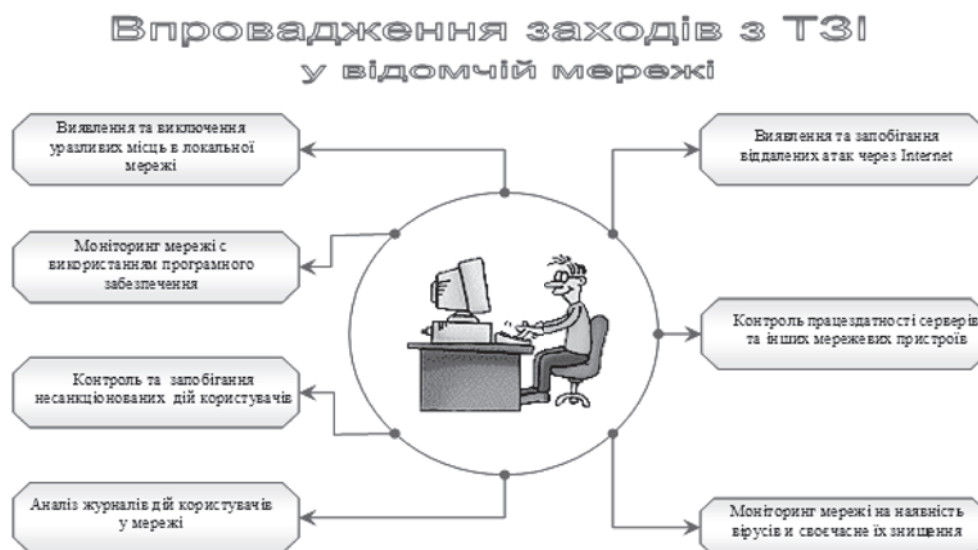 Впровадження заходів з ТЗІ
у відомчій мережі
Виявлення та виключення
уразливих місць в локальної
мережі
Моніторинг мережі с
використанням програмного
забезпечення
Контроль та запобігання
несанкціонованих дій користувачів
Аналіз журналів дій користувачів
у мережі
Виявлення та запобігання
віддалених атак через Internet
Контроль працездатності серверів
та інших мережевих пристроїв
Моніторинг мережі на наявність
вірусів и своєчасне їх знищення